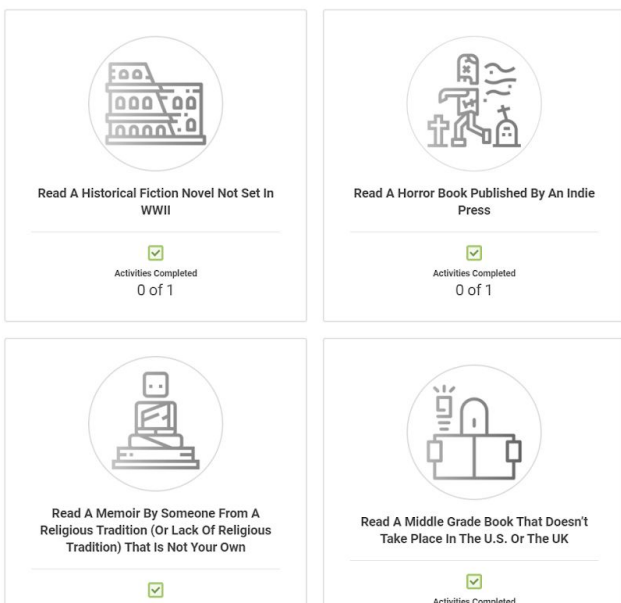 Read A Historical Fiction Novel Not Set In
WWII
Activities Completed
0 of 1
Read A Horror Book Published By An Indie
Press
Activities Completed
0 of 1
Read A Memoir By Someone From A
Religious Tradition (Or Lack Of Religious
Tradition) That Is Not Your Own
Read A Middle Grade Book That Doesn't
Take Place In The U.S. Or The UK
Activities Completed